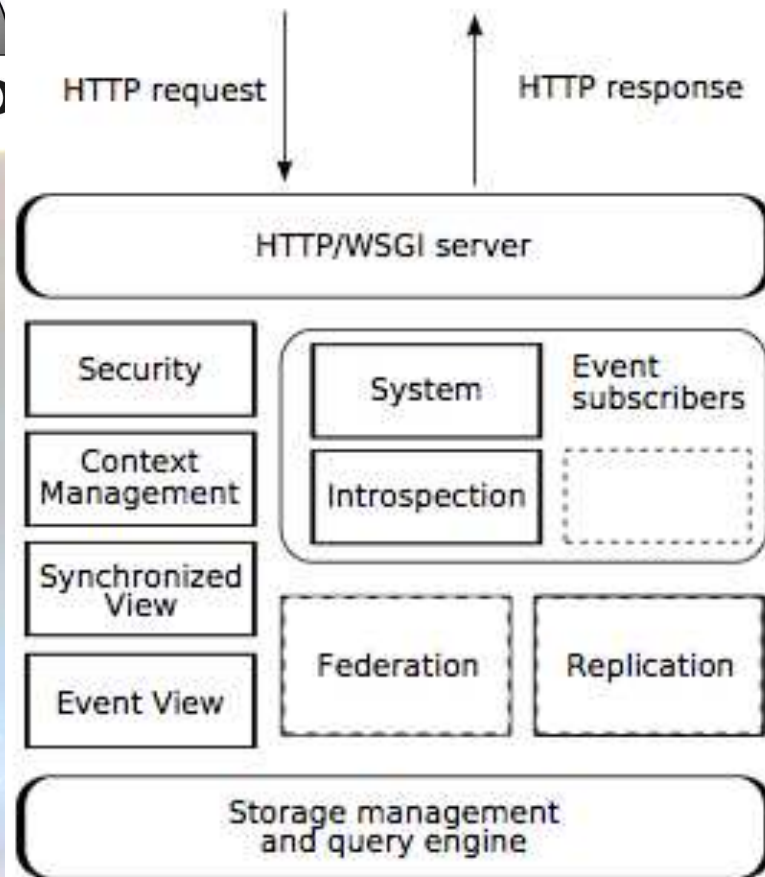 HTTP request
HTTP response
HTTP/WSGI server
Security
System
Event
subscribers
Context
Management
Introspection
Synchronized
View
Federation
Replication
Event View
Storage management
and query engine